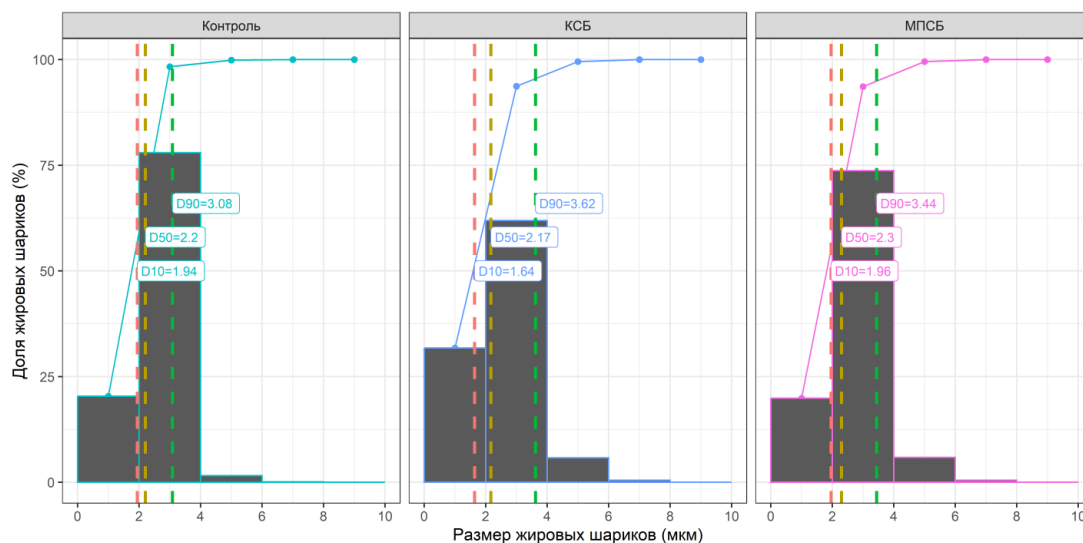 Контроль
КСБ
МПСБ
Доля жировых шариков (%)
100
75
50
25
0
D90=3.08
D50=2.2
D10=1.94
D90=3.62
D50=2.17
D10=1.64
D90=3.44
D50=2.3
D10=1.96
0 2 4 6 8 10
0 2 4 6 8 10
0 2 4 6 8 10
Размер жировых шариков (мкм)